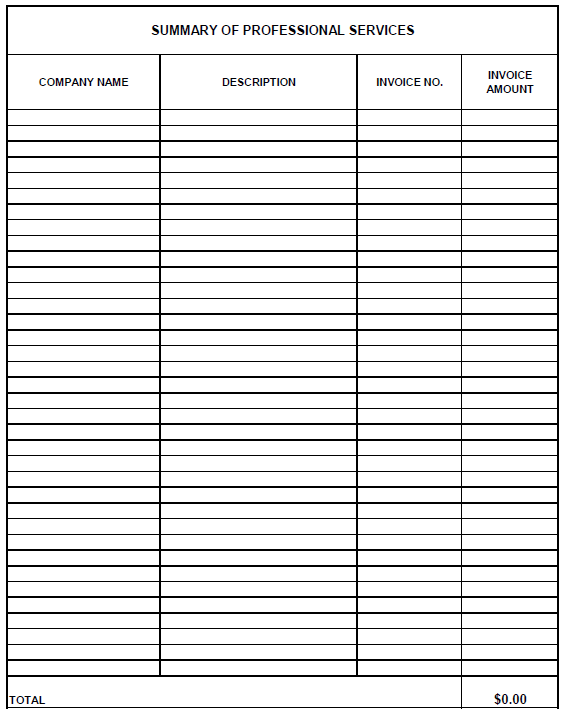 SUMMARY OF PROFESSIONAL SERVICES
COMPANY NAME DESCRIPTION INVOICE NO. INVOICE AMOUNT
TOTAL $0.00